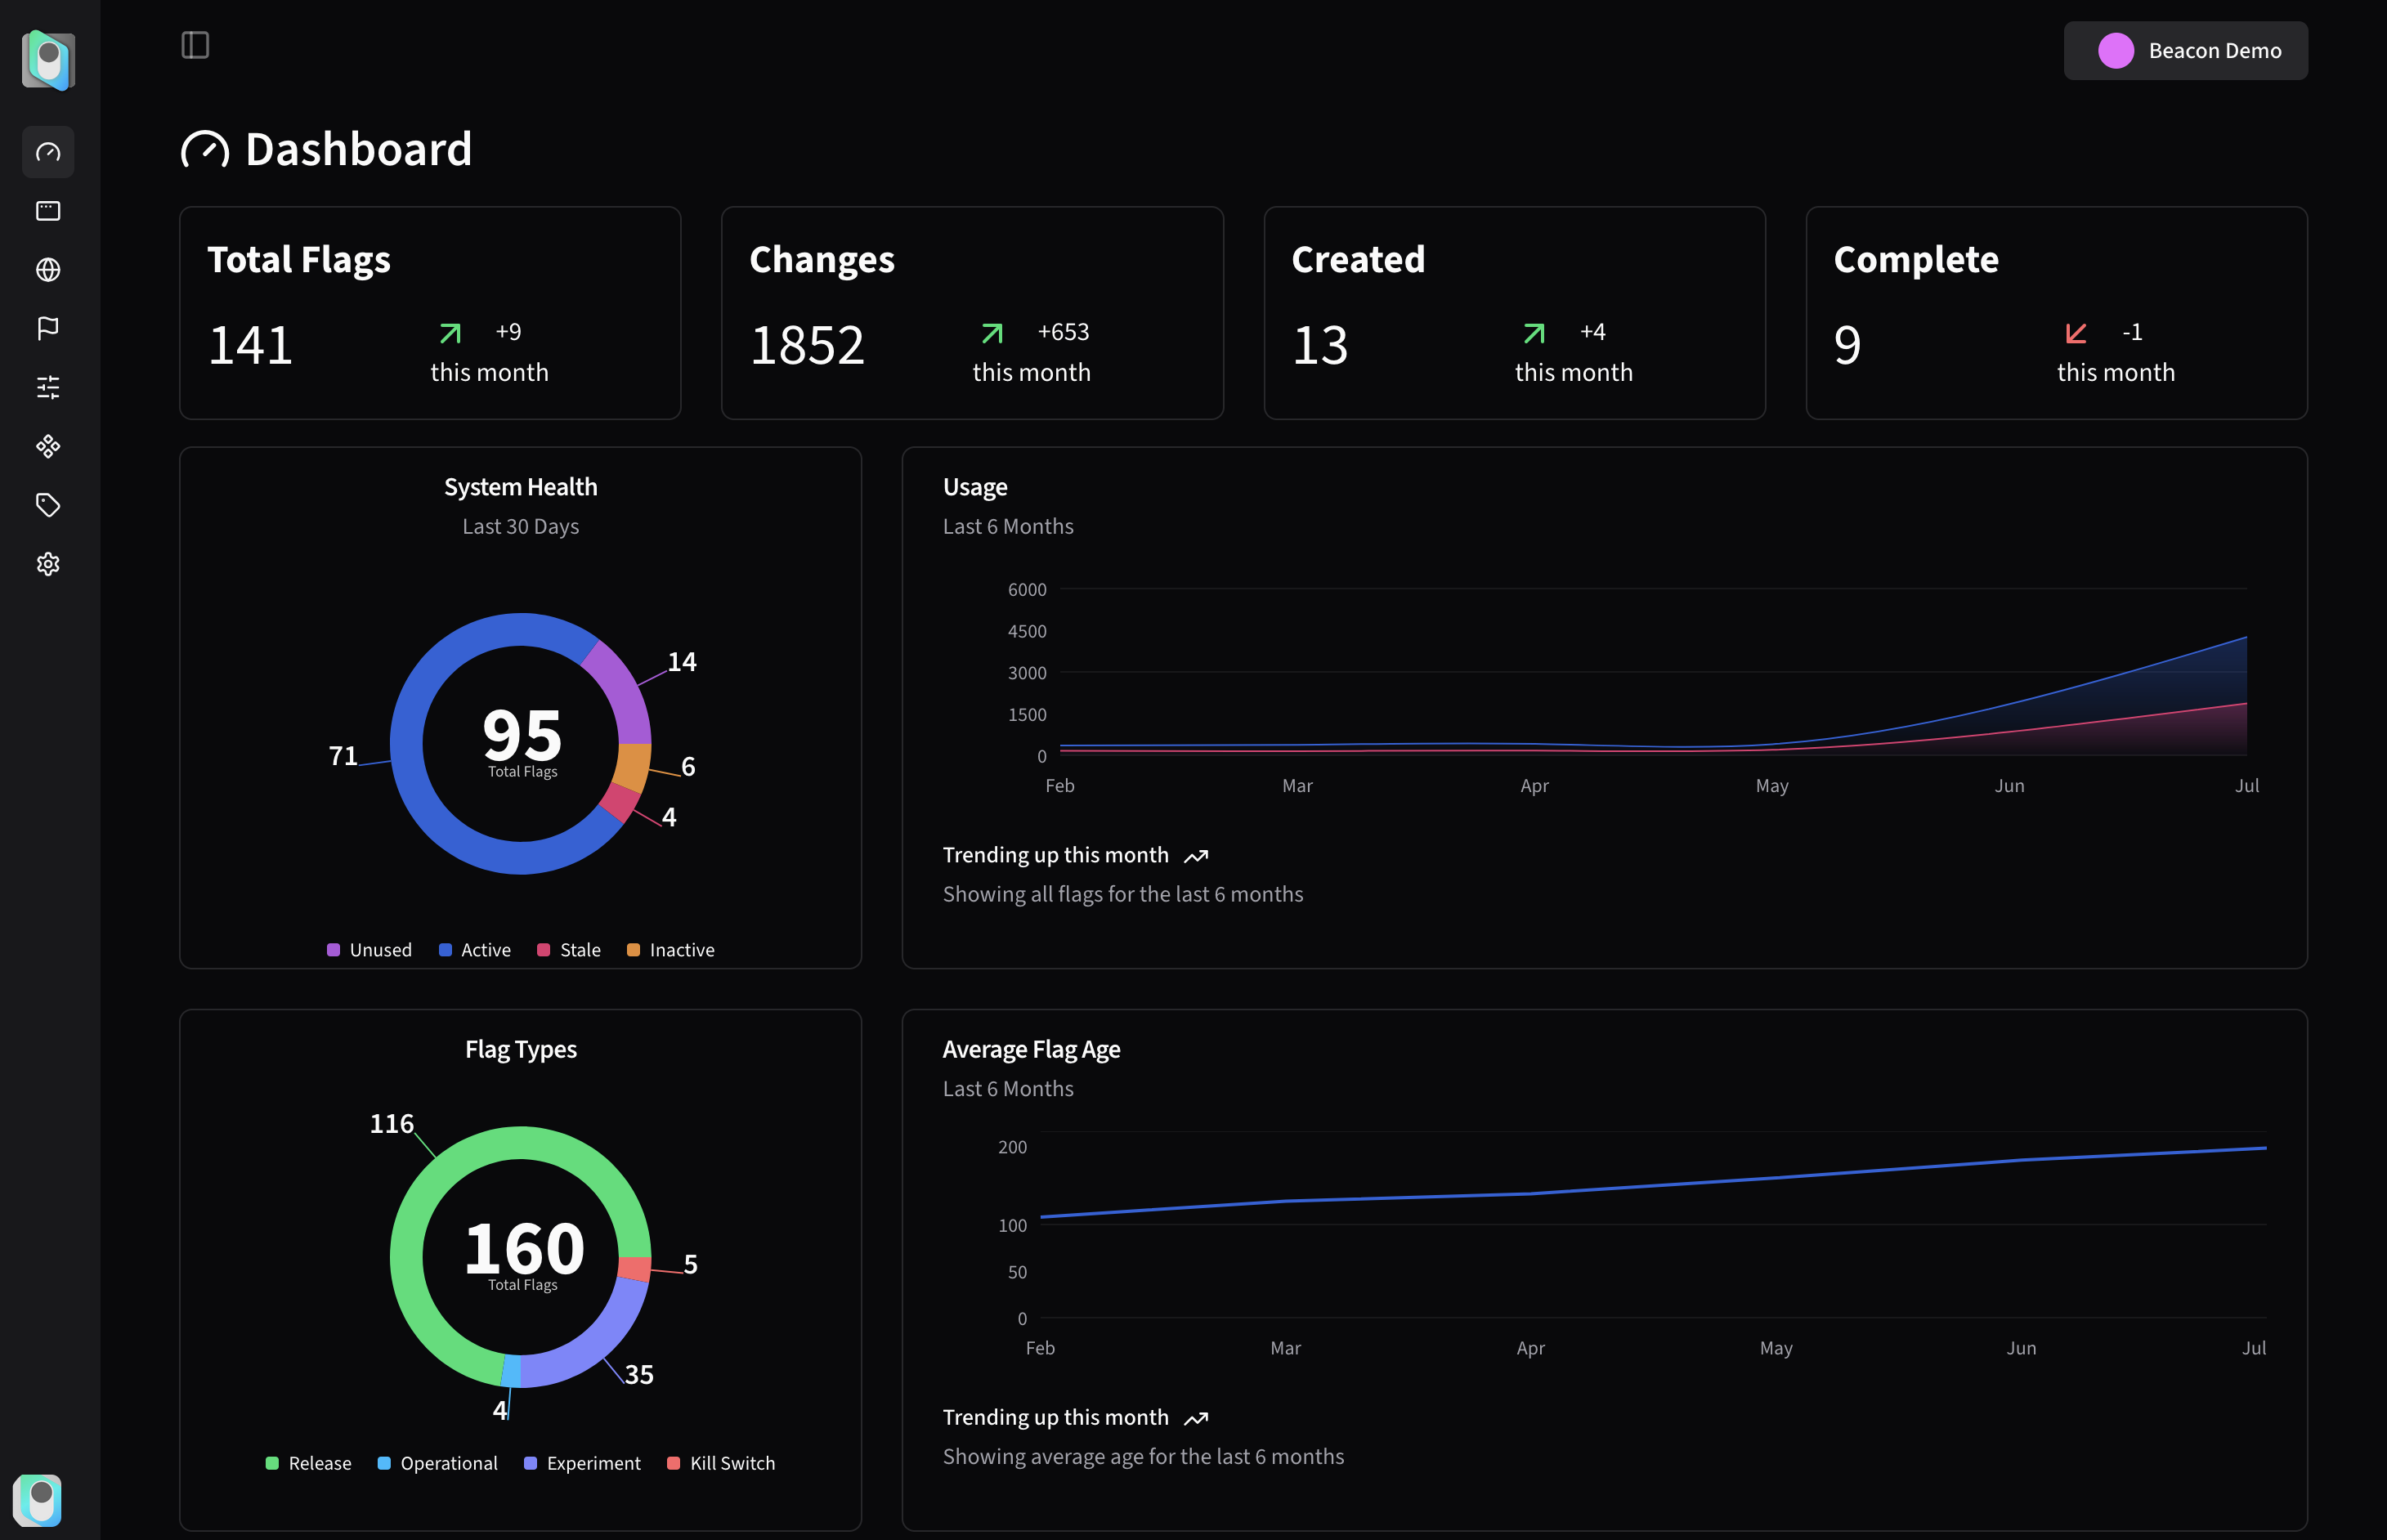 Beacon Demo
Dashboard
Total Flags
141
+9
this month
Changes
1852
+653
this month
Created
13
+4
this month
Complete
9
-1
this month
System Health
Last 30 Days
14
71
95
Total Flags
6
4
Unused Active Stale Inactive
Usage
Last 6 Months
6000
4500
3000
1500
0
Feb Mar Apr May Jun Jul
Trending up this month
Showing all flags for the last 6 months
Flag Types
116
160
Total Flags
5
35
4
Release Operational Experiment Kill Switch
Average Flag Age
Last 6 Months
200
100
50
0
Feb Mar Apr May Jun Jul
Trending up this month
Showing average age for the last 6 months